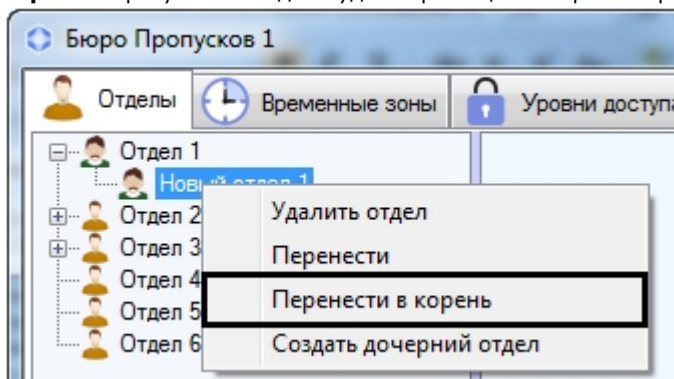 Бюро Пропусков 1
Отделы Временные зоны Уровни доступа
Отдел 1
Новый отдел 1
Отдел 2
Отдел 3
Отдел 4
Отдел 5
Отдел 6
Удалить отдел
Перенести
Перенести в корень
Создать дочерний отдел